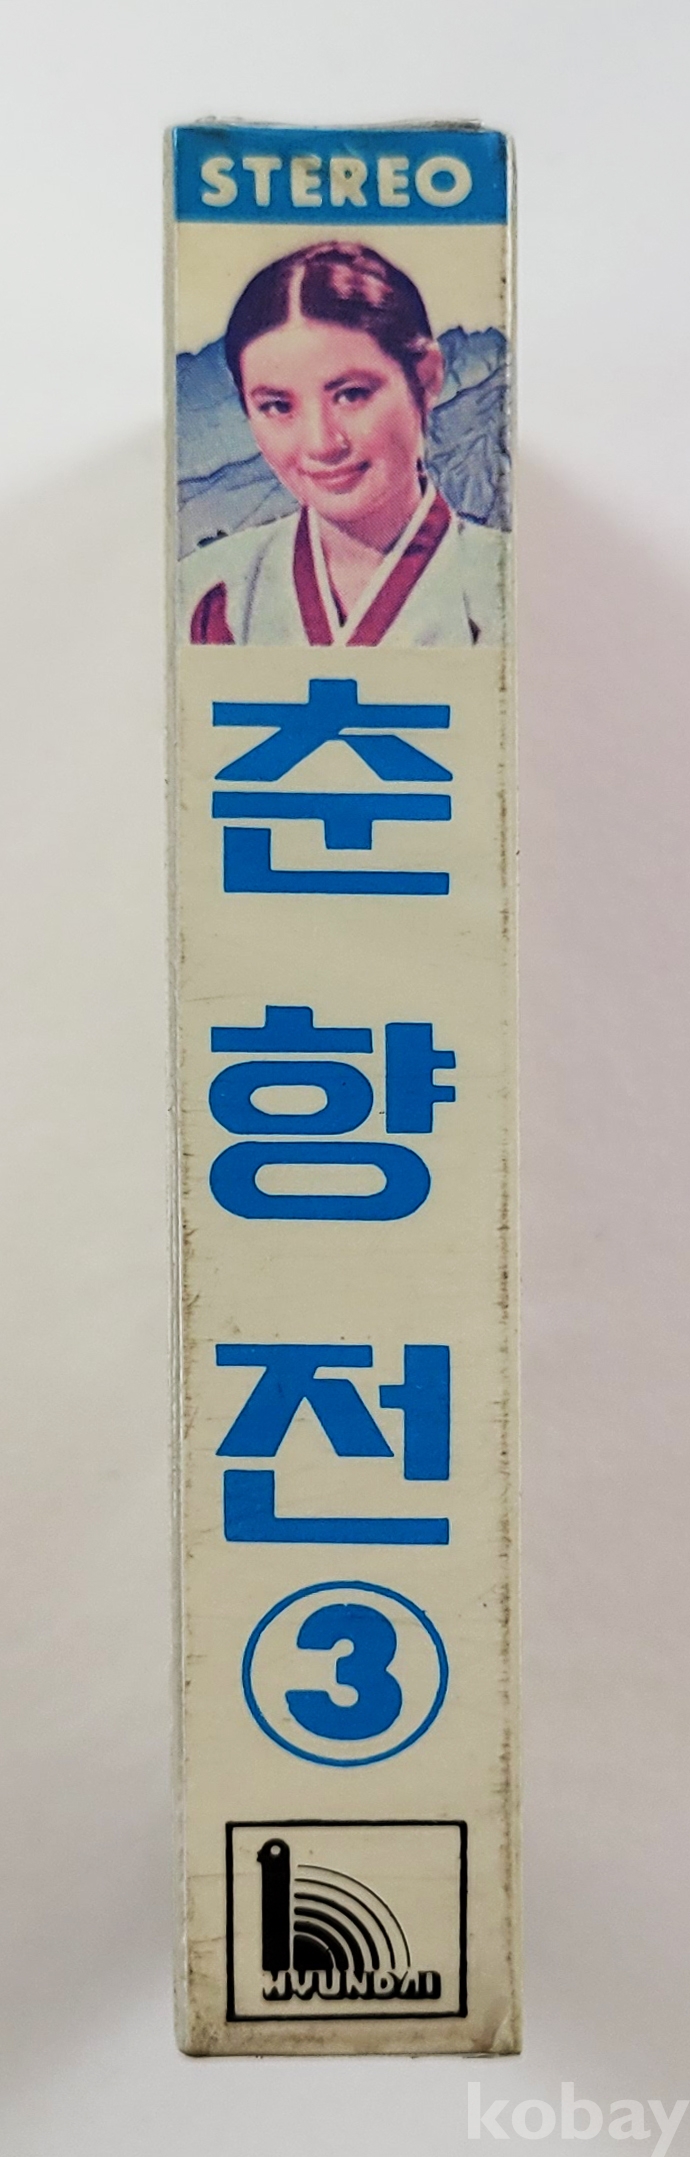 STEREO
춘
향
전
③
HYUNDAI
kobay